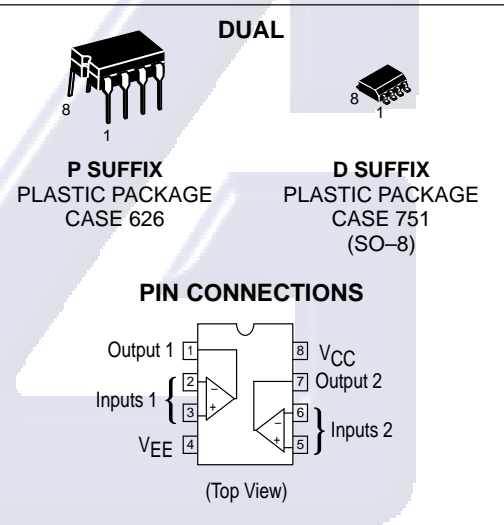 DUAL
8
1
8
1
P SUFFIX
PLASTIC PACKAGE
CASE 626
D SUFFIX
PLASTIC PACKAGE
CASE 751
(SO–8)
PIN CONNECTIONS
Output 1 1
8 VCC
2
7 Output 2
Inputs 1
–
+
3
6
–
+
5
Inputs 2
VEE 4
(Top View)